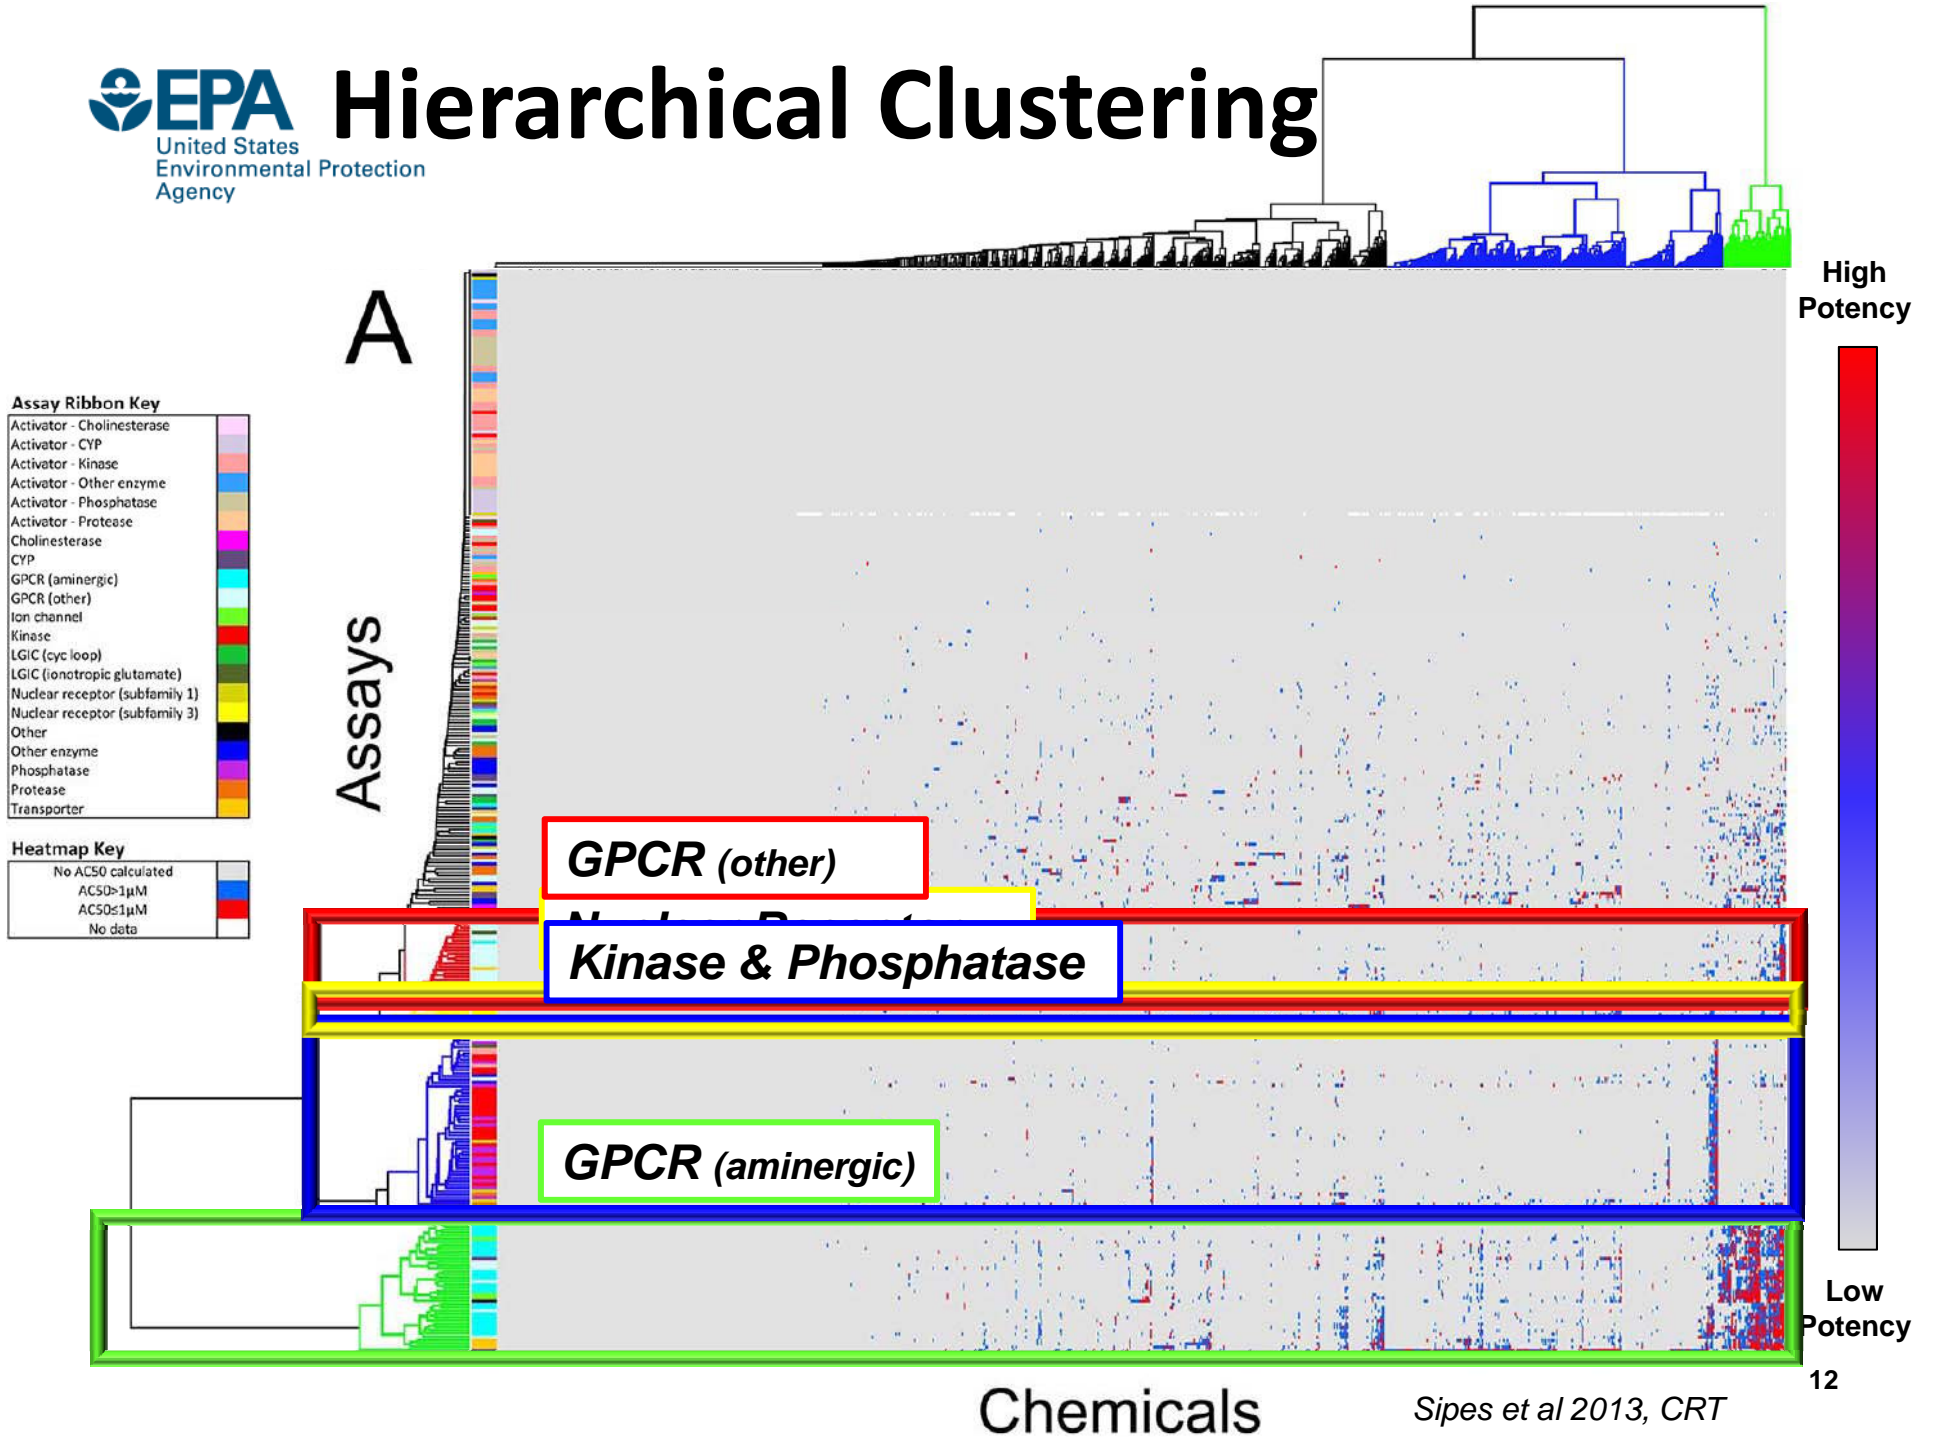 EPA
United States
Environmental Protection
Agency
Hierarchical Clustering
A
High
Potency
Assay Ribbon Key
Activator - Cholinesterase
Activator - CYP
Activator - Kinase
Activator - Other enzyme
Activator - Phosphatase
Activator - Protease
Cholinesterase
CYP
GPCR (aminergic)
GPCR (other)
Ion channel
Kinase
LGIC (cyc loop)
LGIC (ionotropic glutamate)
Nuclear receptor (subfamily 1)
Nuclear receptor (subfamily 3)
Other
Other enzyme
Phosphatase
Protease
Transporter
Heatmap Key
No AC50 calculated
AC50>1µM
AC50≤1µM
No data
Assays
GPCR (other)
Kinase & Phosphatase
GPCR (aminergic)
Low
Potency
12
Chemicals
Sipes et al 2013, CRT